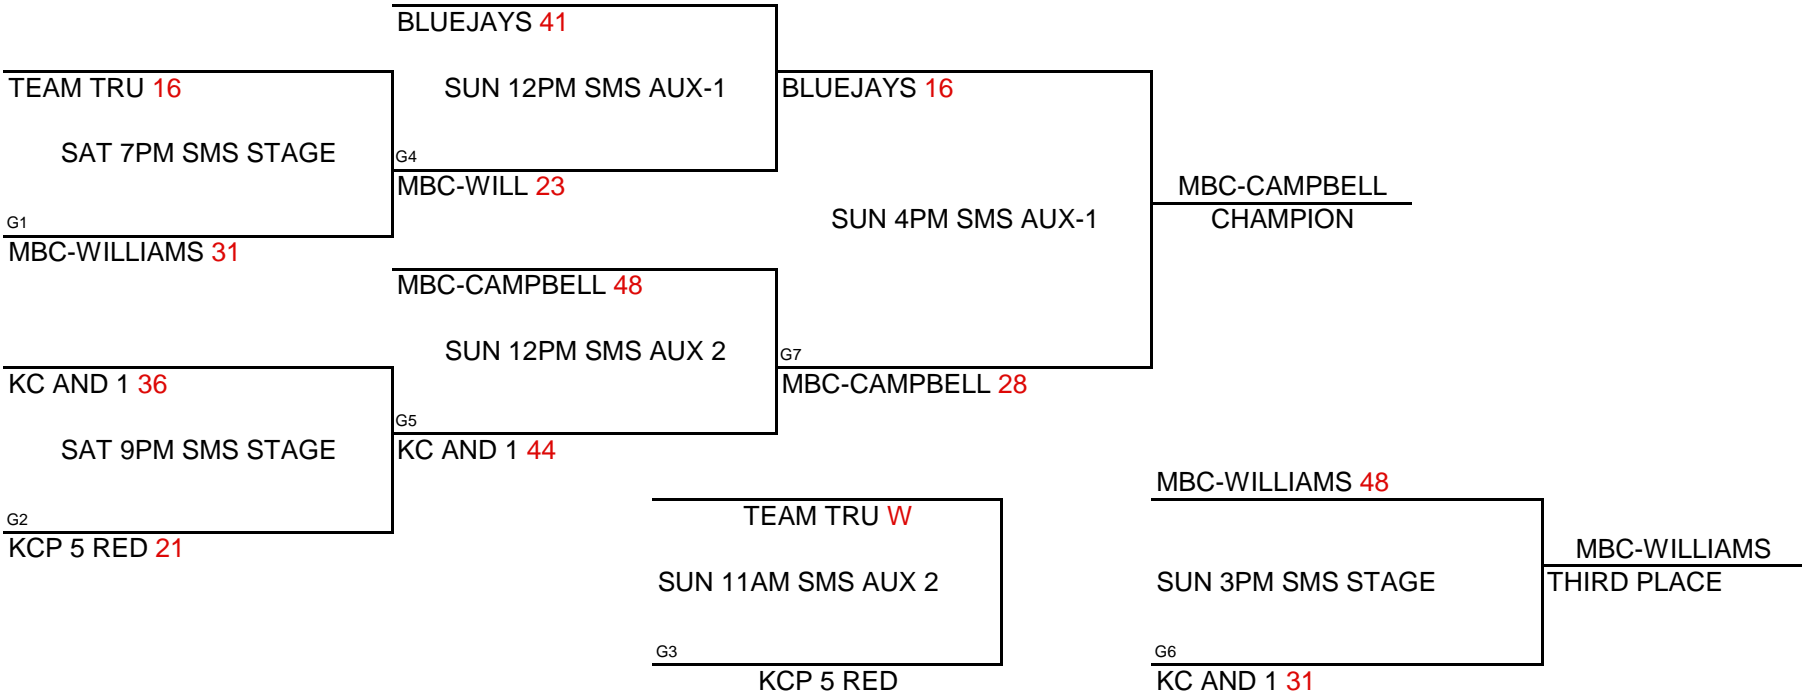 BLUEJAYS 41
TEAM TRU 16
SUN 12PM SMS AUX-1
BLUEJAYS 16
SAT 7PM SMS STAGE
G4
MBC-WILL 23
MBC-CAMPBELL
G1
SUN 4PM SMS AUX-1
CHAMPION
MBC-WILLIAMS 31
MBC-CAMPBELL 48
SUN 12PM SMS AUX 2
G7
KC AND 1 36
MBC-CAMPBELL 28
G5
SAT 9PM SMS STAGE
KC AND 1 44
MBC-WILLIAMS 48
G2
TEAM TRU W
KCP 5 RED 21
MBC-WILLIAMS
SUN 11AM SMS AUX 2
SUN 3PM SMS STAGE
THIRD PLACE
G3
G6
KCP 5 RED
KC AND 1 31